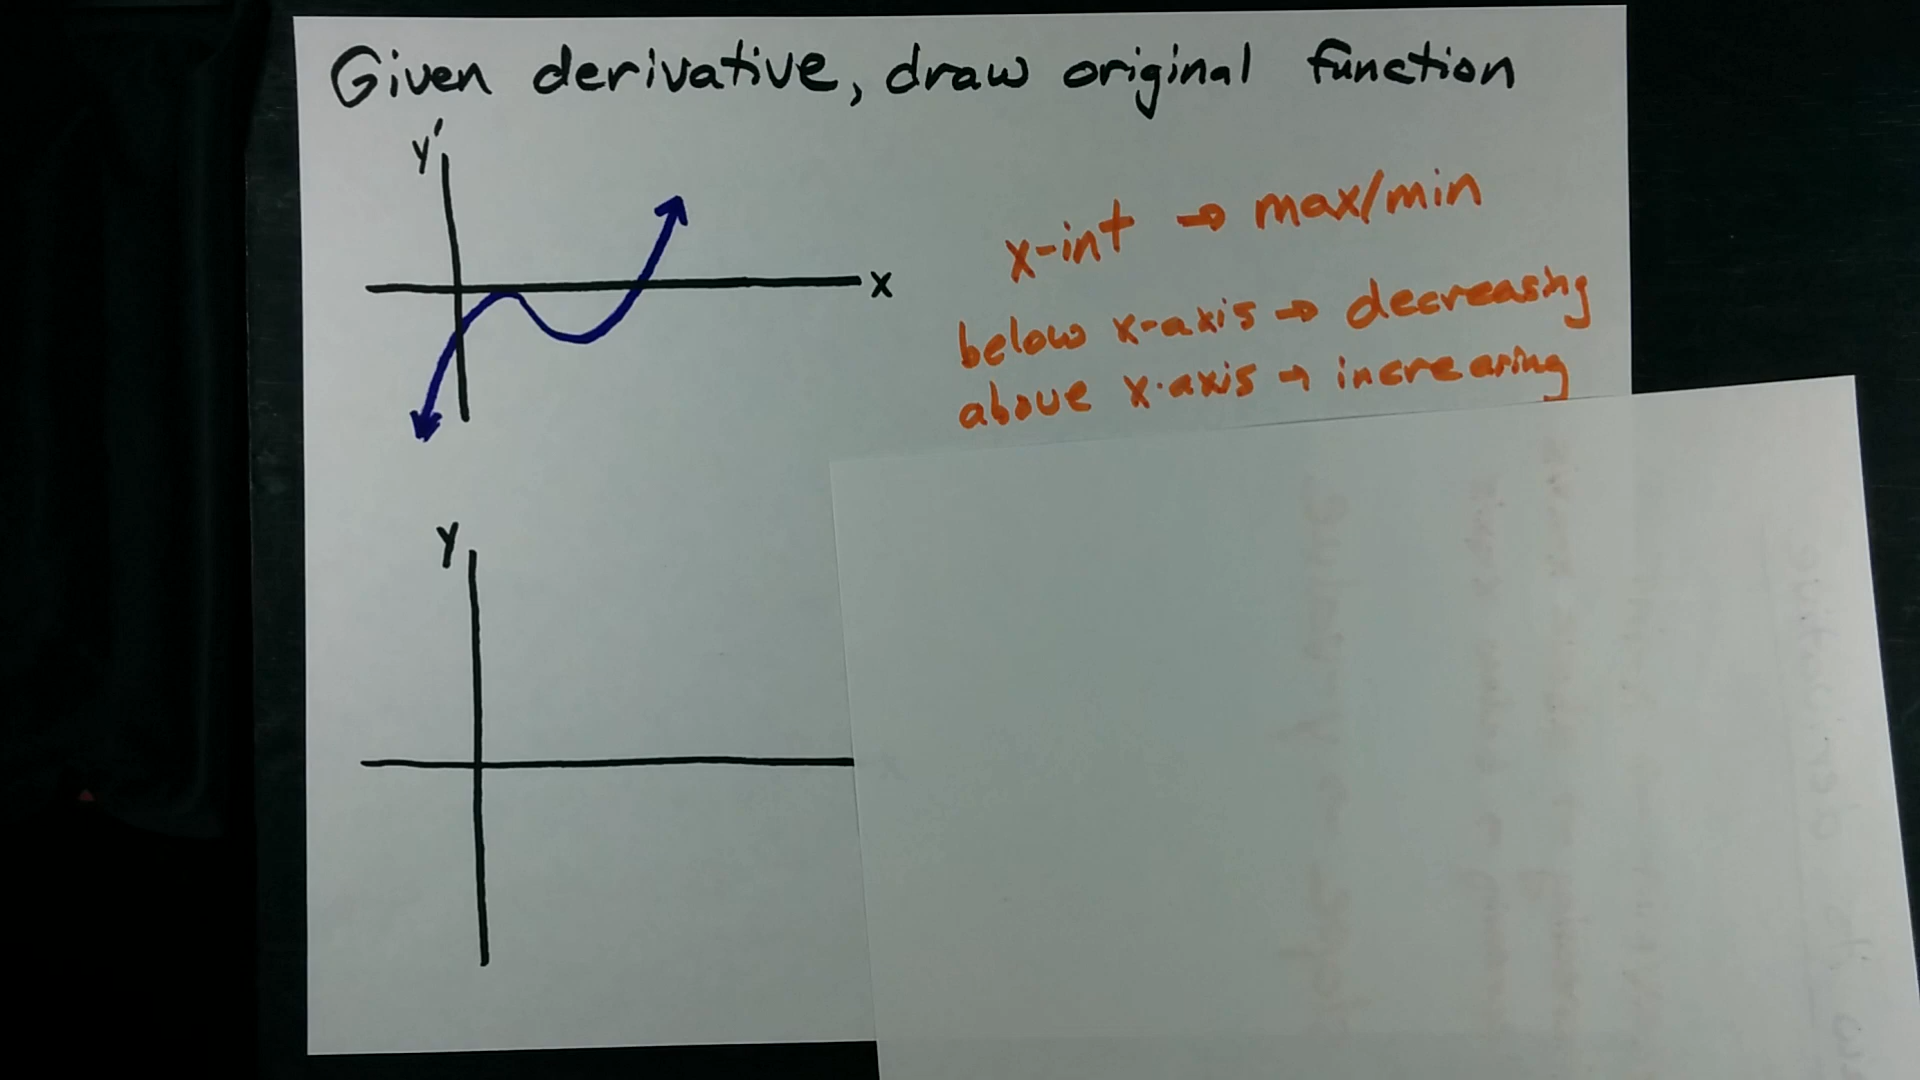 Given derivative, draw original function
y'
x-int → max/min
x
below x-axis → decreasing
above x-axis → increasing
y